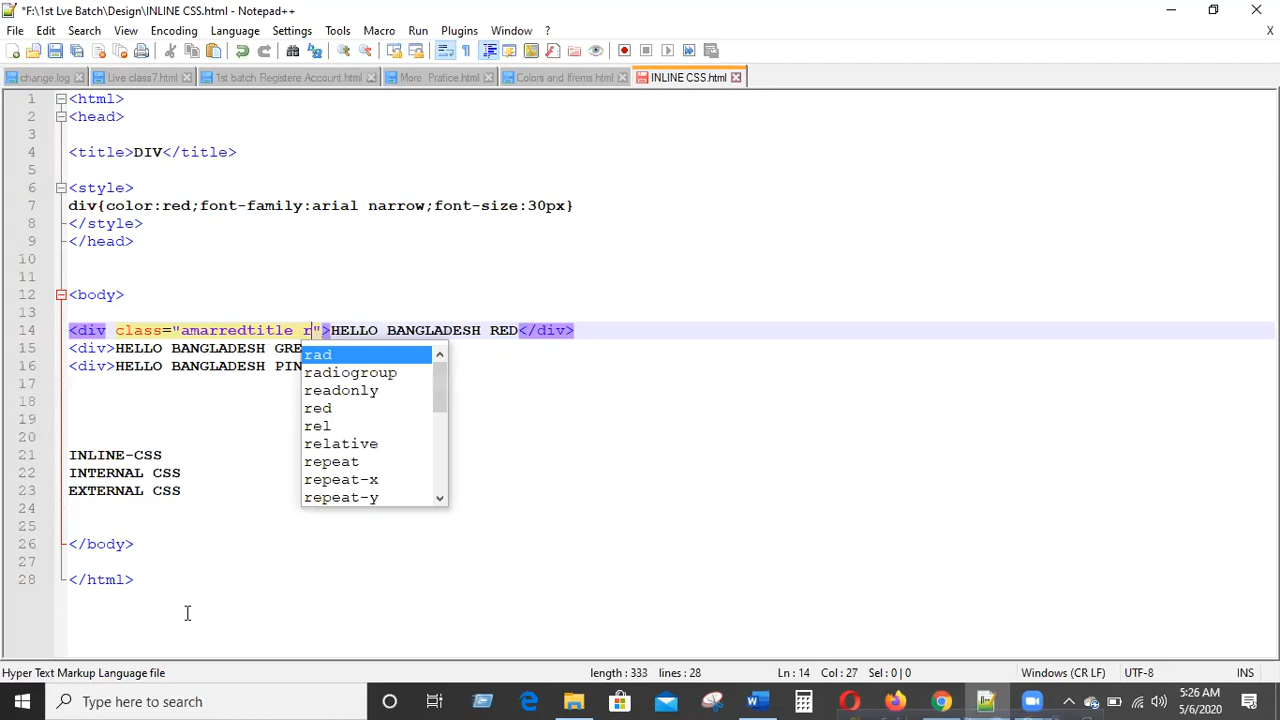 *F:\1st Lve Batch\Design\INLINE CSS.html - Notepad++
File Edit Search View Encoding Language Settings Tools Macro Run Plugins Window ? X
change.log Live class7.html 1st batch Registere Account.html More Pratice.html Colors and Ifrems.html INLINE CSS.html
1 <html>
2 <head>
3
4 <title>DIV</title>
5
6 <style>
7 div{color:red;font-family:arial narrow;font-size:30px}
8 </style>
9 </head>
10
11
12 <body>
13
14 <div class="amarredtitle r">HELLO BANGLADESH RED</div>
15 <div>HELLO BANGLADESH GRE
16 <div>HELLO BANGLADESH PIN
17
18
19
20
21 INLINE-CSS
22 INTERNAL CSS
23 EXTERNAL CSS
24
25
26 </body>
27
28 </html>
rad
radiogroup
readonly
red
rel
relative
repeat
repeat-x
repeat-y
Hyper Text Markup Language file length : 333 lines : 28 Ln : 14 Col : 27 Sel : 0 | 0 Windows (CR LF) UTF-8 INS
Type here to search 5:26 AM
5/6/2020